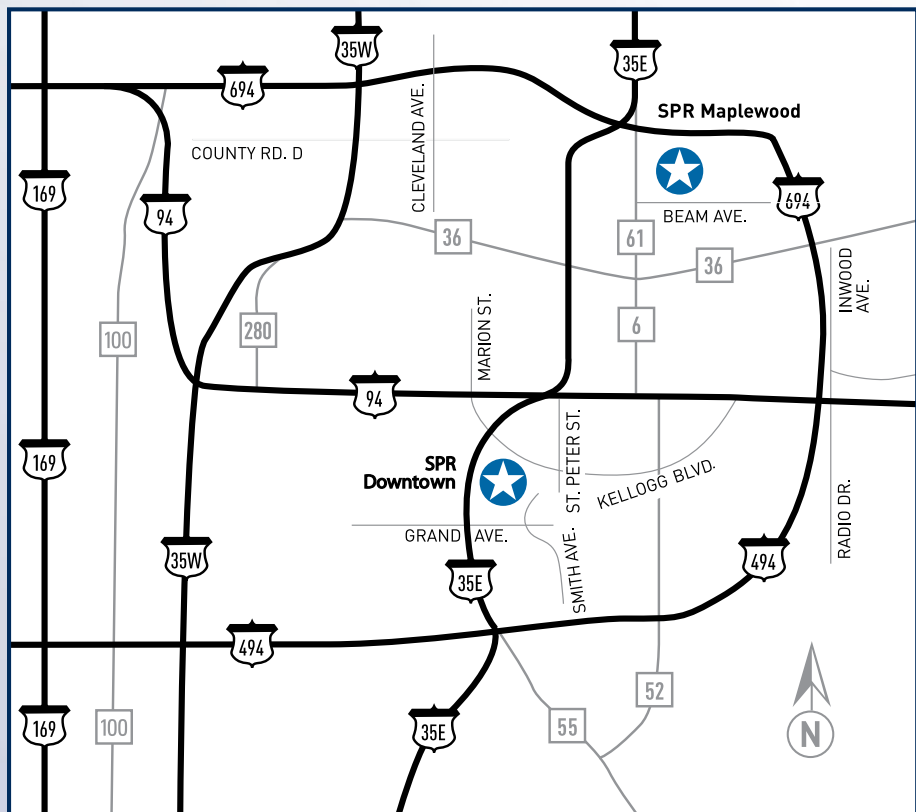 35W
35E
694
SPR Maplewood
CLEVELAND AVE.
COUNTY RD. D
169
694
94
BEAM AVE.
36
61
36
INWOOD
AVE.
100
280
MARION ST.
6
94
SPR
Downtown
169
ST. PETER ST.
KELLOGG BLVD.
RADIO DR.
GRAND AVE.
35W
35E
SMITH AVE.
494
494
52
169
100
35E
55
N